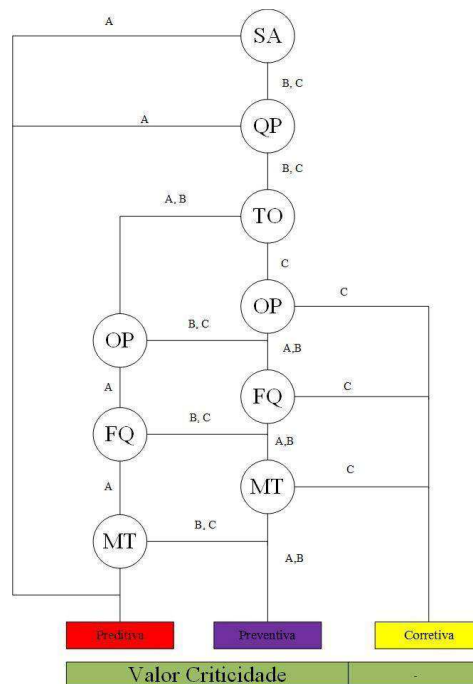 A
SA
B, C
A
QP
B, C
A, B
TO
C
OP
C
B, C
OP
A,B
A
FQ
C
B, C
FQ
A,B
A
MT
C
B, C
MT
A,B
Preditiva
Preventiva
Corretiva
Valor Criticidade
-